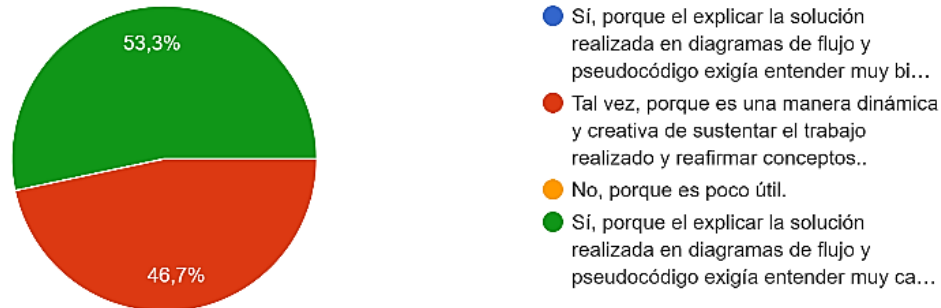 53,3%
46,7%
Sí, porque el explicar la solución
realizada en diagramas de flujo y
pseudocódigo exigía entender muy bi…
Tal vez, porque es una manera dinámica
y creativa de sustentar el trabajo
realizado y reafirmar conceptos..
No, porque es poco útil.
Sí, porque el explicar la solución
realizada en diagramas de flujo y
pseudocódigo exigía entender muy ca…